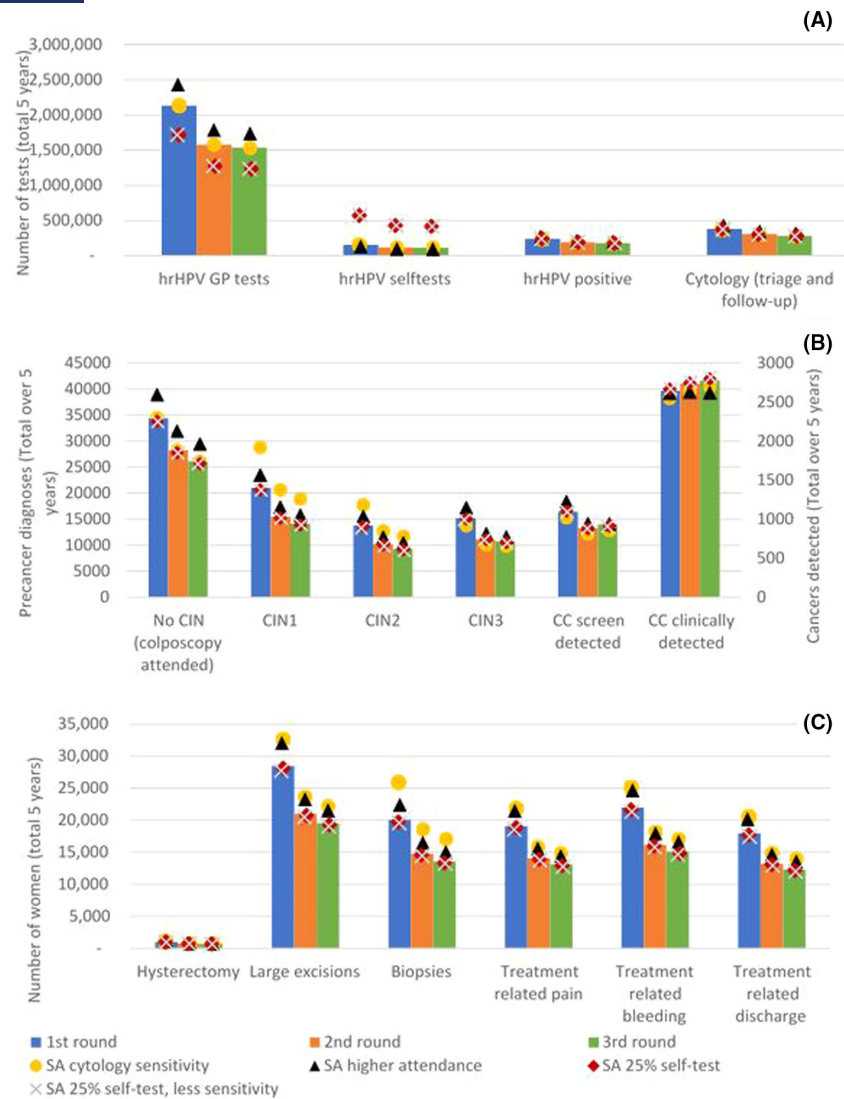 (A)
Number of tests (total 5 years)
3,000,000
2,500,000
2,000,000
1,500,000
1,000,000
500,000
-
hrHPV GP tests
hrHPV selftests
hrHPV positive
Cytology (triage and
follow-up)
(B)
Precancer diagnoses (Total over 5
years)
45000
40000
35000
30000
25000
20000
15000
10000
5000
0
3000
2500
2000
1500
1000
500
0
Cancers detected (Total over 5 years)
No CIN
(colposcopy
attended)
CIN1
CIN2
CIN3
CC screen
detected
CC clinically
detected
(C)
Number of women (total 5 years)
35,000
30,000
25,000
20,000
15,000
10,000
5,000
-
Hysterectomy
Large excisions
Biopsies
Treatment
related pain
Treatment
related
bleeding
Treatment
related
discharge
1st round
2nd round
3rd round
SA cytology sensitivity
SA higher attendance
SA 25% self-test
SA 25% self-test, less sensitivity